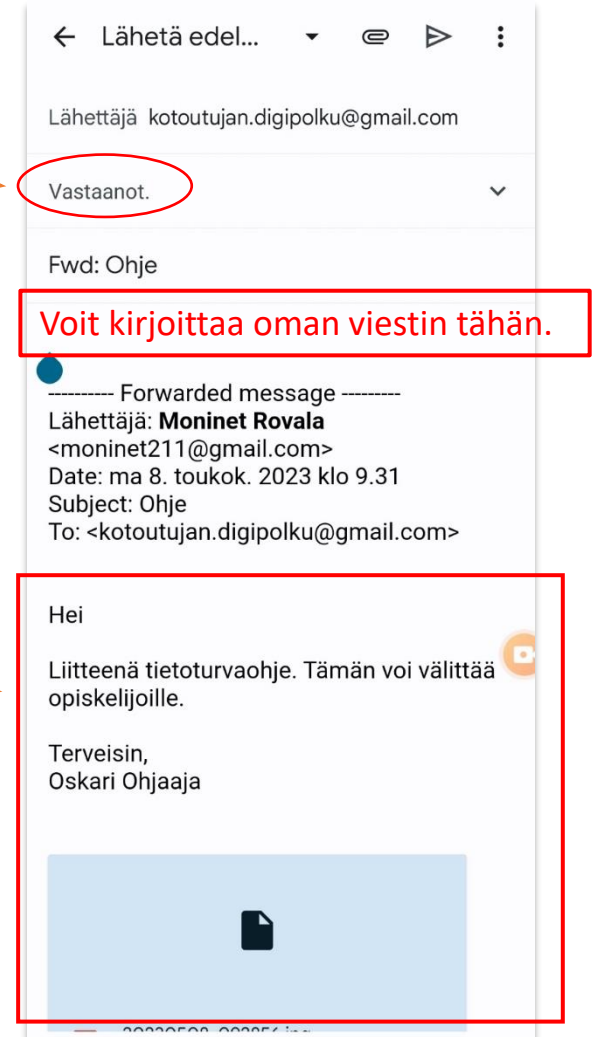 Lähetä edel...
Lähettäjä kotoutujan.digipolku@gmail.com
Vastaanot.
Fwd: Ohje
Voit kirjoittaa oman viestin tähän.
---------- Forwarded message ---------
Lähettäjä: Moninet Rovala
<moninet211@gmail.com>
Date: ma 8. toukok. 2023 klo 9.31
Subject: Ohje
To: <kotoutujan.digipolku@gmail.com>
Hei
Liitteenä tietoturvaohje. Tämän voi välittää
opiskelijoille.
Terveisin,
Oskari Ohjaaja